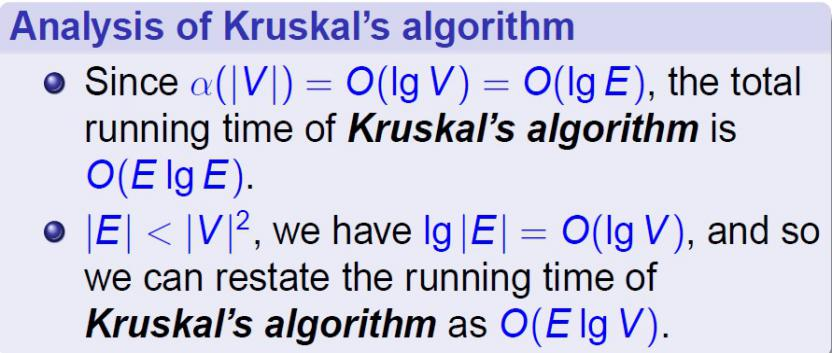 Analysis of Kruskal's algorithm
Since α(|V|) = O(lg V) = O(lg E), the total
running time of Kruskal's algorithm is
O(E lg E).
|E| < |V|², we have lg |E| = O(lg V), and so
we can restate the running time of
Kruskal's algorithm as O(E lg V).